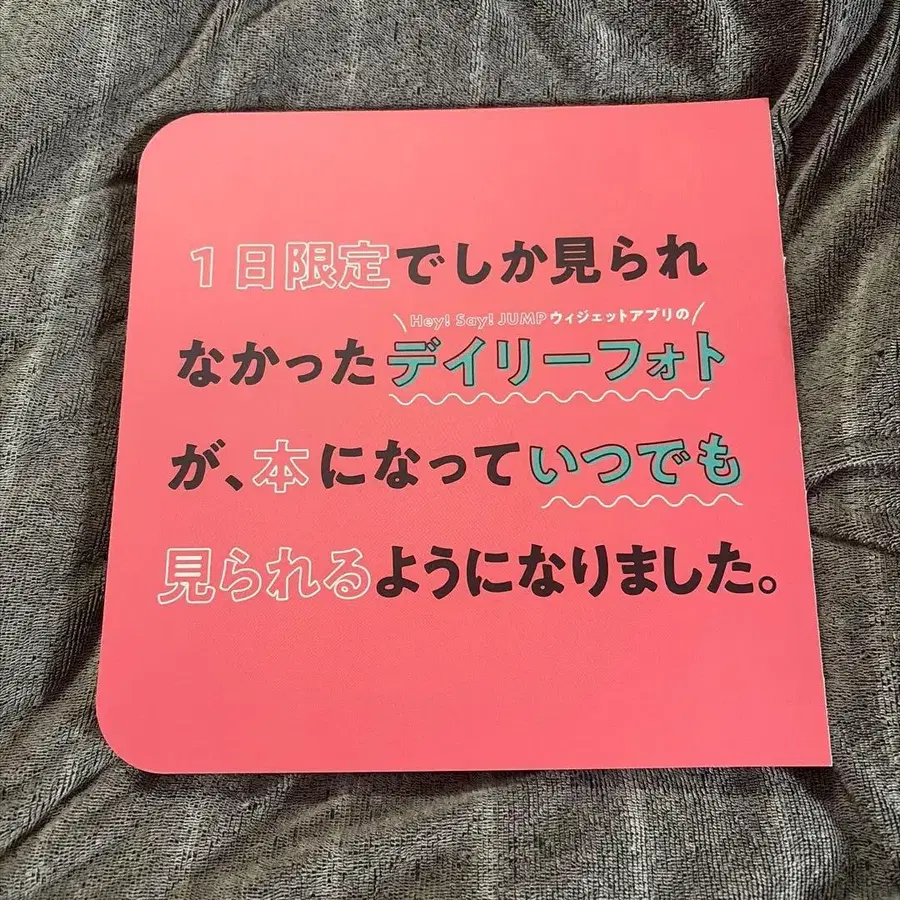 1日限定でしか見られ
\Hey! Say! JUMPウィジェットアプリの/
なかったデイリーフォト
が、本になっていつでも
見られるようになりました。